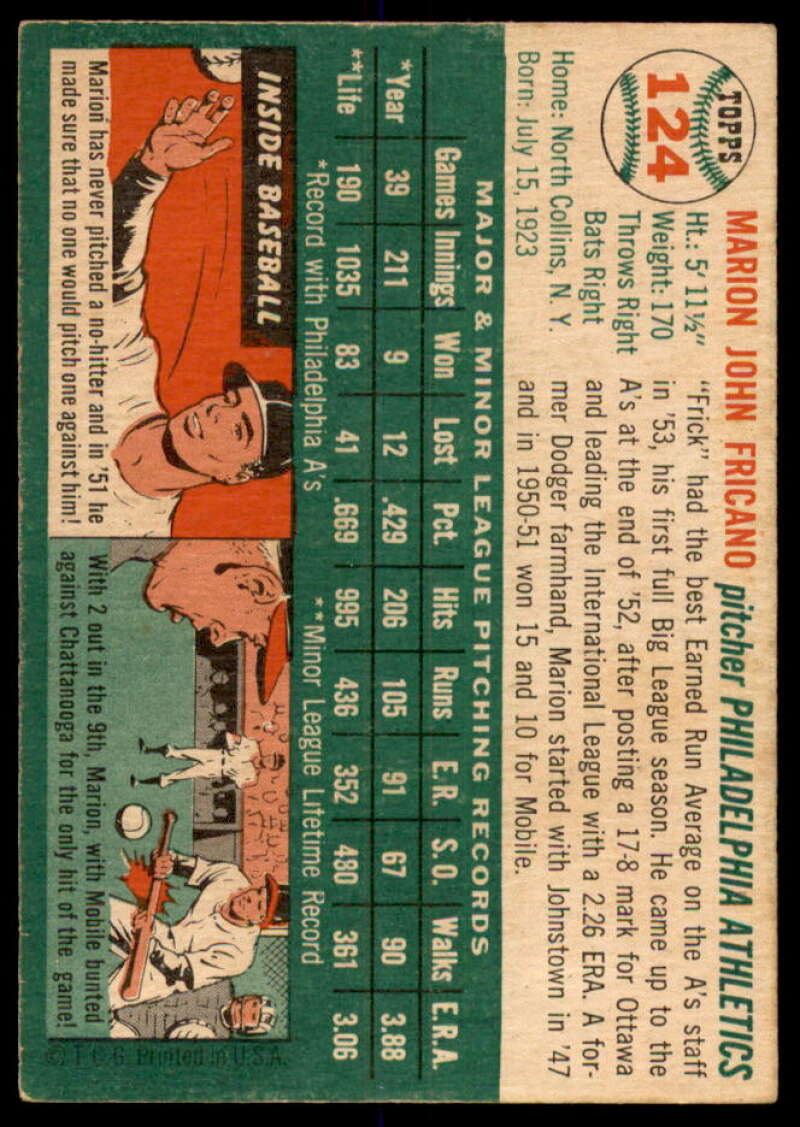 TOPPS
124
MARION JOHN FRICANO pitcher PHILADELPHIA ATHLETICS
Ht.: 5' 11½"
Weight: 170
Throws Right
Bats Right
Home: North Collins, N. Y.
Born: July 15, 1923
"Frick" had the best Earned Run Average on the A's staff
in '53, his first full Big League season. He came up to the
A's at the end of '52, after posting a 17-8 mark for Ottawa
and leading the International League with a 2.26 ERA. A for-
mer Dodger farmhand, Marion started with Johnstown in '47
and in 1950-51 won 15 and 10 for Mobile.
MAJOR & MINOR LEAGUE PITCHING RECORDS
Games Innings Won Lost Pct. Hits Runs E.R. S.O. Walks E.R.A.
*Year 39 211 9 12 .429 206 105 91 67 90 3.88
**Life 190 1035 83 41 .669 995 436 352 480 361 3.06
*Record with Philadelphia A's **Minor League Lifetime Record
INSIDE BASEBALL
Marion has never pitched a no-hitter and in '51 he
made sure that no one would pitch one against him!
With 2 out in the 9th, Marion, with Mobile bunted
against Chattanooga for the only hit of the game!
© T C G Printed in U.S.A.